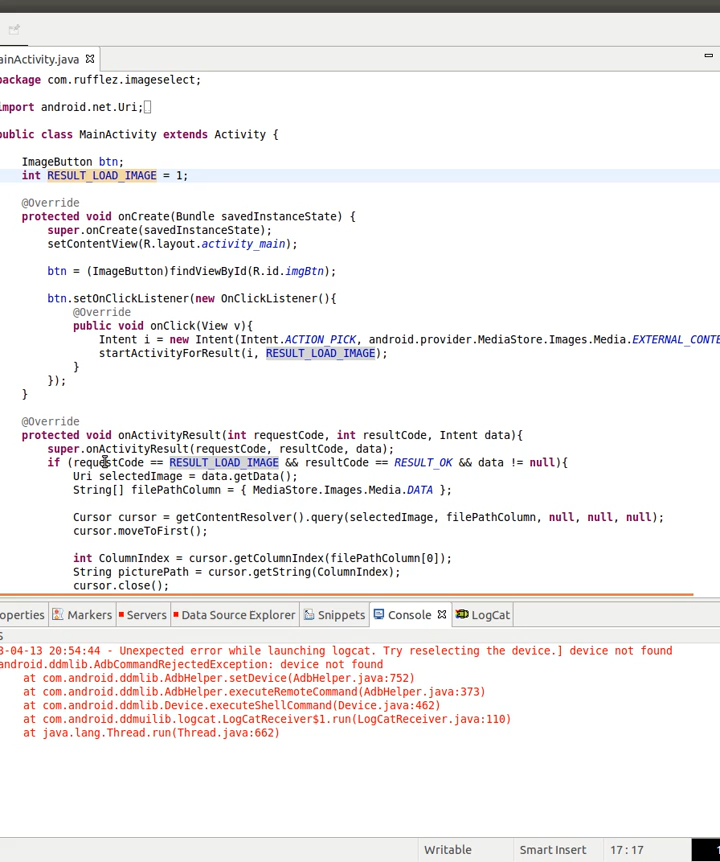 ainActivity.java
package com.rufflez.imageselect;
import android.net.Uri;
public class MainActivity extends Activity {
ImageButton btn;
int RESULT_LOAD_IMAGE = 1;
@Override
protected void onCreate(Bundle savedInstanceState) {
super.onCreate(savedInstanceState);
setContentView(R.layout.activity_main);
btn = (ImageButton)findViewById(R.id.imgBtn);
btn.setOnClickListener(new OnClickListener(){
@Override
public void onClick(View v){
Intent i = new Intent(Intent.ACTION_PICK, android.provider.MediaStore.Images.Media.EXTERNAL_CONTE
startActivityForResult(i, RESULT_LOAD_IMAGE);
}
});
}
@Override
protected void onActivityResult(int requestCode, int resultCode, Intent data){
super.onActivityResult(requestCode, resultCode, data);
if (requestCode == RESULT_LOAD_IMAGE && resultCode == RESULT_OK && data != null){
Uri selectedImage = data.getData();
String[] filePathColumn = { MediaStore.Images.Media.DATA };
Cursor cursor = getContentResolver().query(selectedImage, filePathColumn, null, null, null);
cursor.moveToFirst();
int ColumnIndex = cursor.getColumnIndex(filePathColumn[0]);
String picturePath = cursor.getString(ColumnIndex);
cursor.close();
operties Markers Servers Data Source Explorer Snippets Console LogCat
S
3-04-13 20:54:44 - Unexpected error while launching logcat. Try reselecting the device.] device not found
android.ddmlib.AdbCommandRejectedException: device not found
at com.android.ddmlib.AdbHelper.setDevice(AdbHelper.java:752)
at com.android.ddmlib.AdbHelper.executeRemoteCommand(AdbHelper.java:373)
at com.android.ddmlib.Device.executeShellCommand(Device.java:462)
at com.android.ddmuilib.logcat.LogCatReceiver$1.run(LogCatReceiver.java:110)
at java.lang.Thread.run(Thread.java:662)
Writable Smart Insert 17 : 17